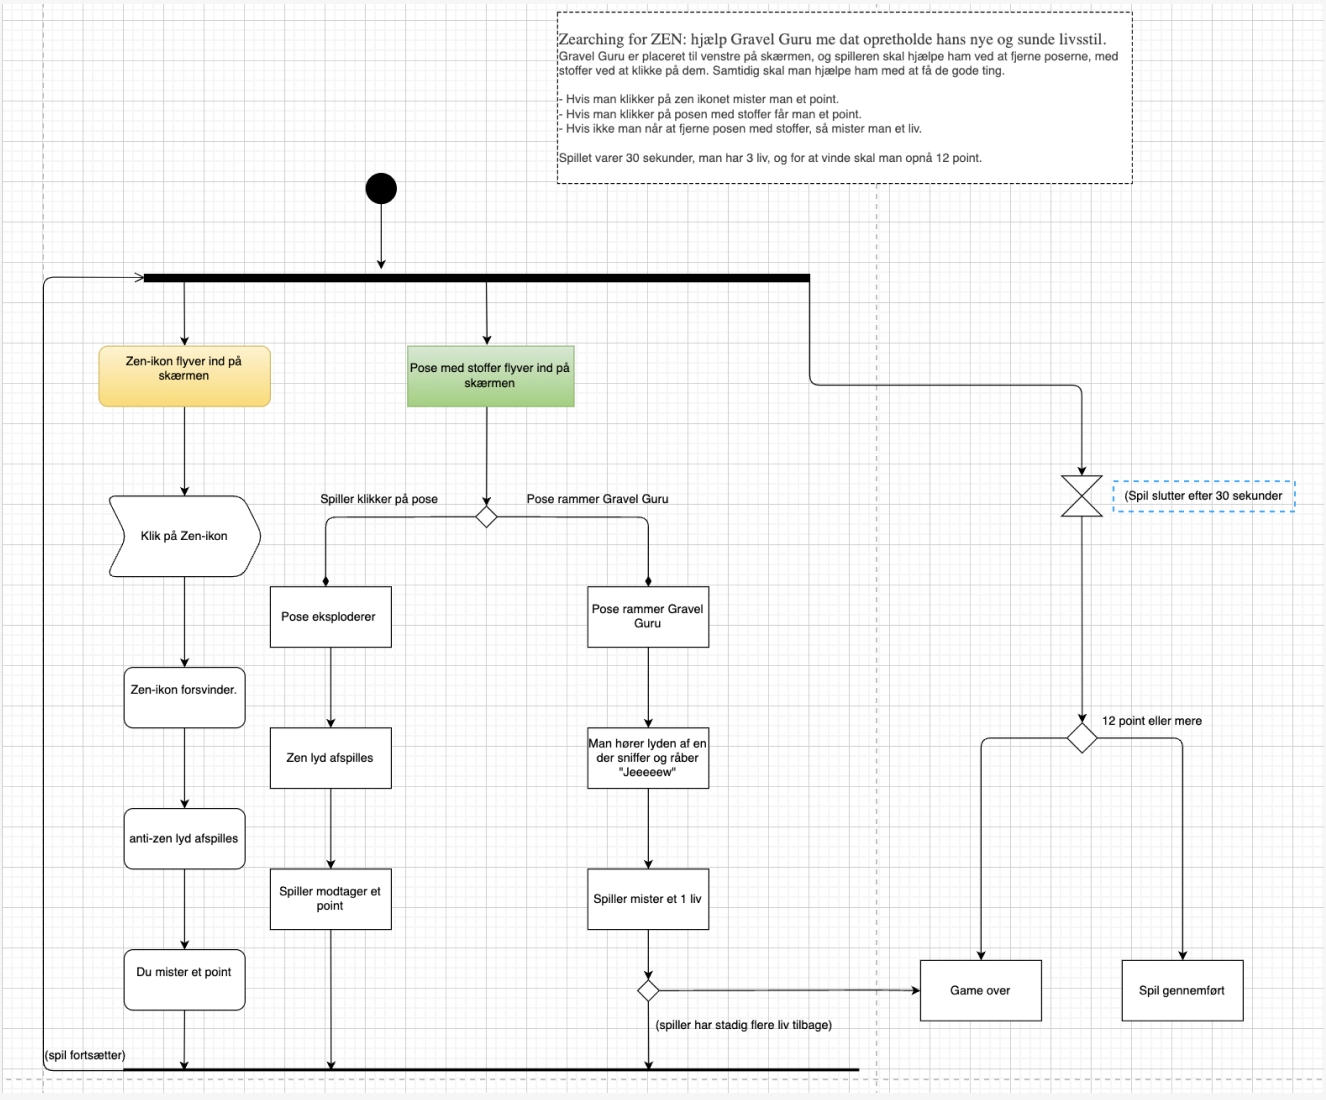 Zearching for ZEN: hjælp Gravel Guru me dat opretholde hans nye og sunde livsstil.
Gravel Guru er placeret til venstre på skærmen, og spilleren skal hjælpe ham ved at fjerne poserne, med
stoffer ved at klikke på dem. Samtidig skal man hjælpe ham med at få de gode ting.
- Hvis man klikker på zen ikonet mister man et point.
- Hvis man klikker på posen med stoffer får man et point.
- Hvis ikke man når at fjerne posen med stoffer, så mister man et liv.
Spillet varer 30 sekunder, man har 3 liv, og for at vinde skal man opnå 12 point.
Zen-ikon flyver ind på
skærmen
Pose med stoffer flyver ind på
skærmen
Spiller klikker på pose
Pose rammer Gravel Guru
(Spil slutter efter 30 sekunder
Klik på Zen-ikon
Pose eksploderer
Pose rammer Gravel
Guru
Zen-ikon forsvinder.
12 point eller mere
Zen lyd afspilles
Man hører lyden af en
der sniffer og råber
"Jeeeeew"
anti-zen lyd afspilles
Spiller modtager et
point
Spiller mister et 1 liv
Du mister et point
Game over
Spil gennemført
(spiller har stadig flere liv tilbage)
(spil fortsætter)